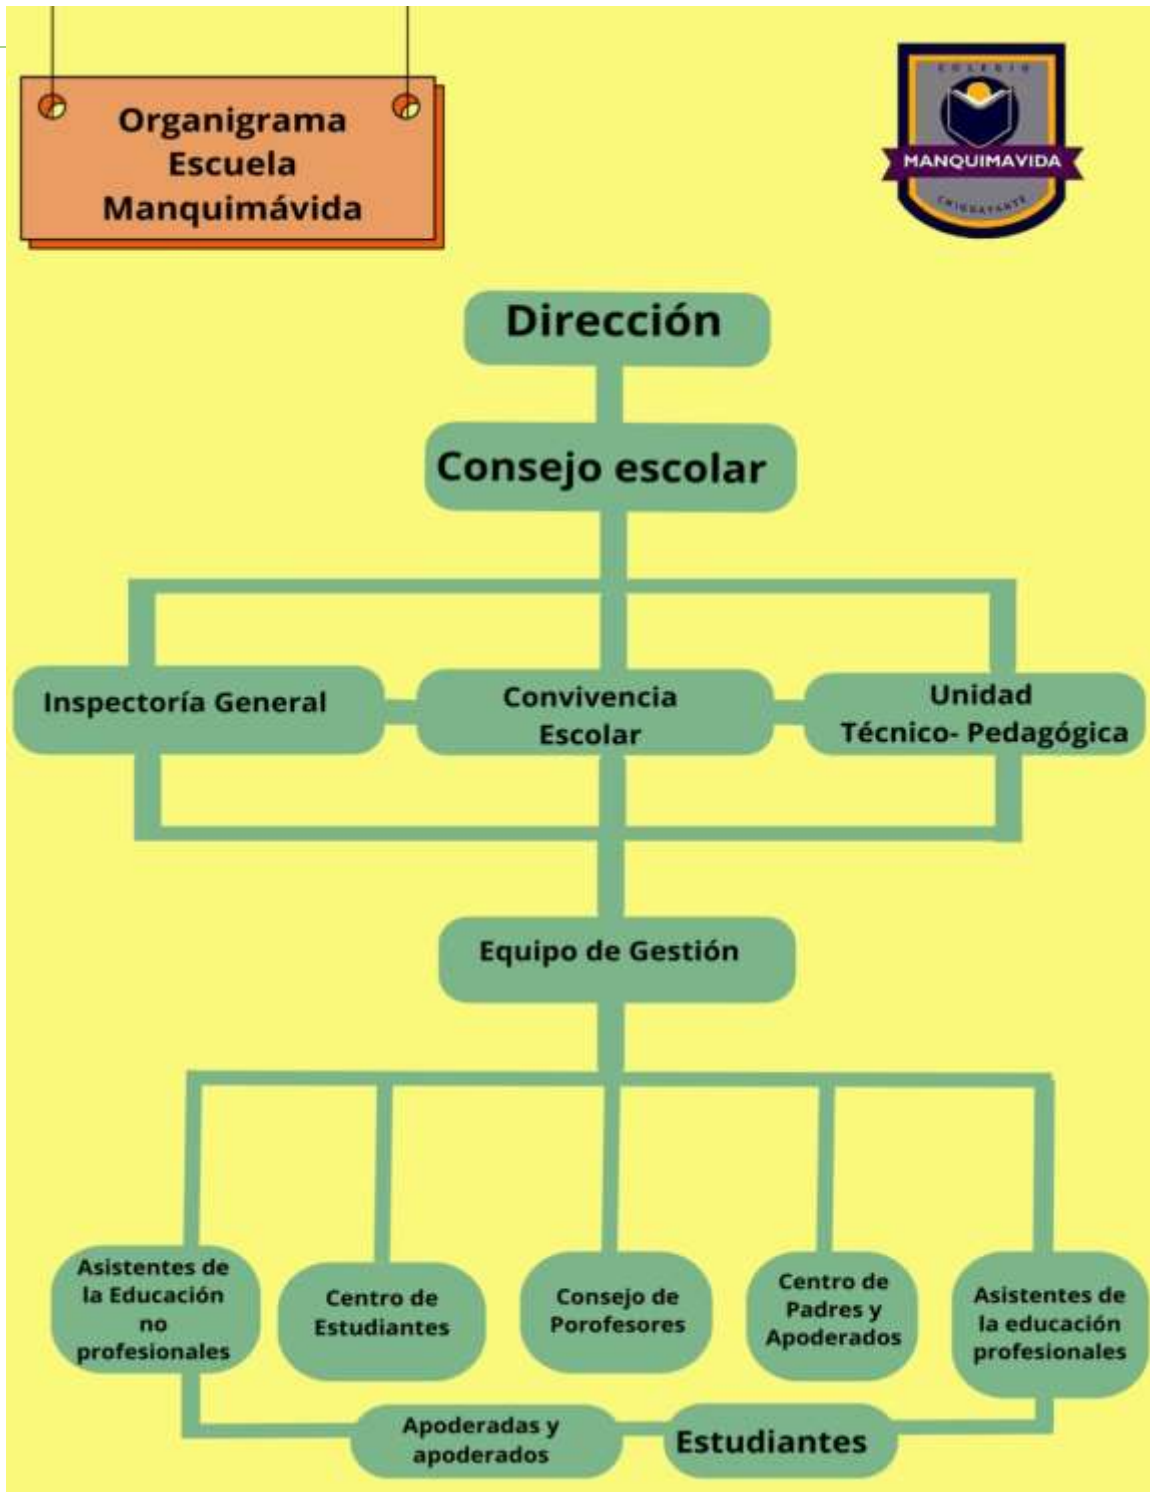 Organigrama
Escuela
Manquimávida
COLEGIO
MANQUIMAVIDA
CHIGUAYANTE
Dirección
Consejo escolar
Inspectoría General
Convivencia
Escolar
Unidad
Técnico- Pedagógica
Equipo de Gestión
Asistentes de
la Educación
no
profesionales
Centro de
Estudiantes
Consejo de
Porofesores
Centro de
Padres y
Apoderados
Asistentes de
la educación
profesionales
Apoderadas y
apoderados
Estudiantes